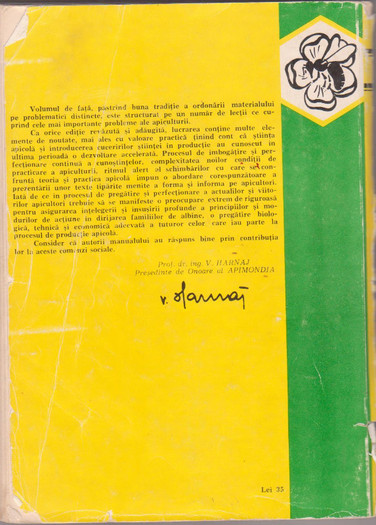 Volumul de față, păstrînd buna tradiție a ordonării materialului
pe problematici distincte, este structurat pe un număr de lecții ce cu-
prind cele mai importante probleme ale apiculturii.
Ca orice ediție revăzută și adăugită, lucrarea conține multe ele-
mente de noutate, mai ales cu valoare practică ținînd cont că știința
apicolă și introducerea cuceririlor științei în producție au cunoscut în
ultima perioadă o dezvoltare accelerată. Procesul de îmbogățire și per-
fecționare continuă a cunoștințelor, complexitatea noilor condiții de
practicare a apiculturii, ritmul alert al schimbărilor cu care se con-
fruntă teoria și practica apicolă impun o abordare corespunzătoare a
prezentării unor texte tipărite menite a forma și informa pe apicultori.
Iată de ce în procesul de pregătire și perfecționare a actualilor și viito-
rilor apicultori trebuie să se manifeste o preocupare extrem de riguroasă
pentru asigurarea înțelegerii și însușirii profunde a principiilor și mo-
durilor de acțiune în dirijarea familiilor de albine, o pregătire biolo-
gică, tehnică și economică adecvată a tuturor celor care iau parte la
procesul de producție apicolă.
Consider că autorii manualului au răspuns bine prin contribuția
lor la aceste comenzi sociale.
Prof. dr. ing. V. HARNAJ
Președinte de Onoare al APIMONDIA
V. Harnaj
Lei 35